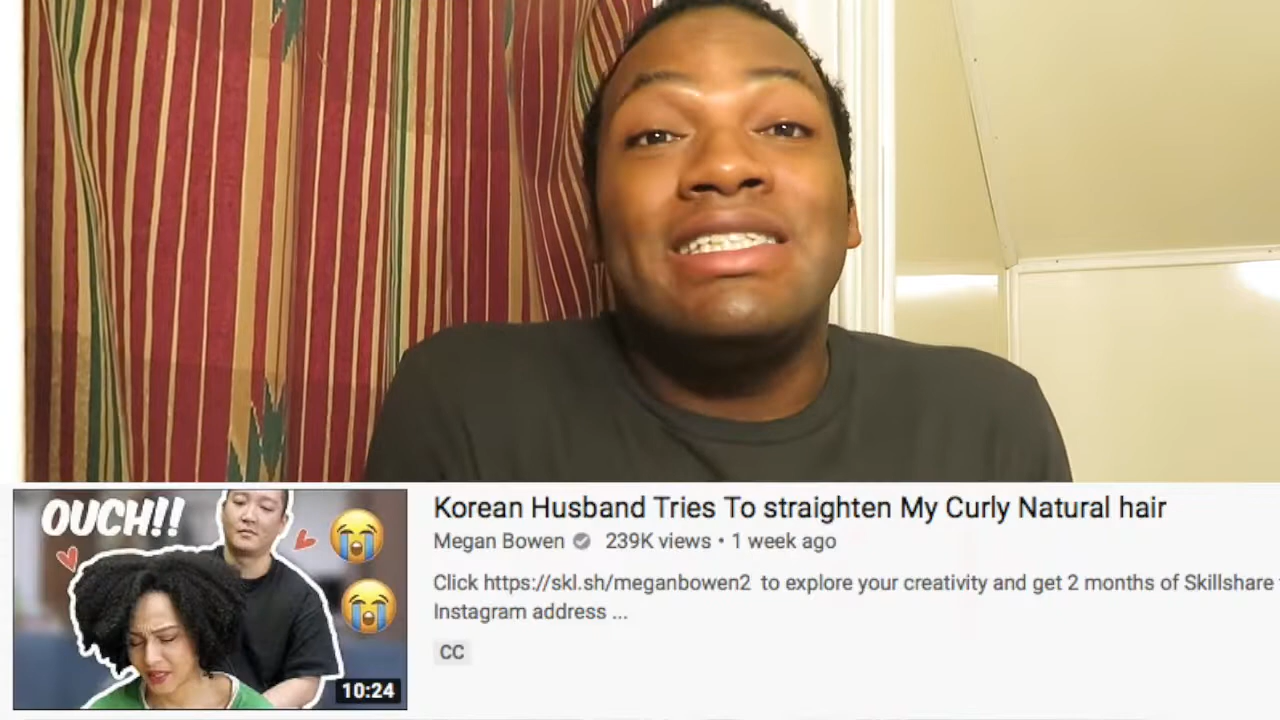 OUCH!!
10:24
Korean Husband Tries To straighten My Curly Natural hair
Megan Bowen 239K views • 1 week ago
Click https://skl.sh/meganbowen2 to explore your creativity and get 2 months of Skillshare
Instagram address ...
CC